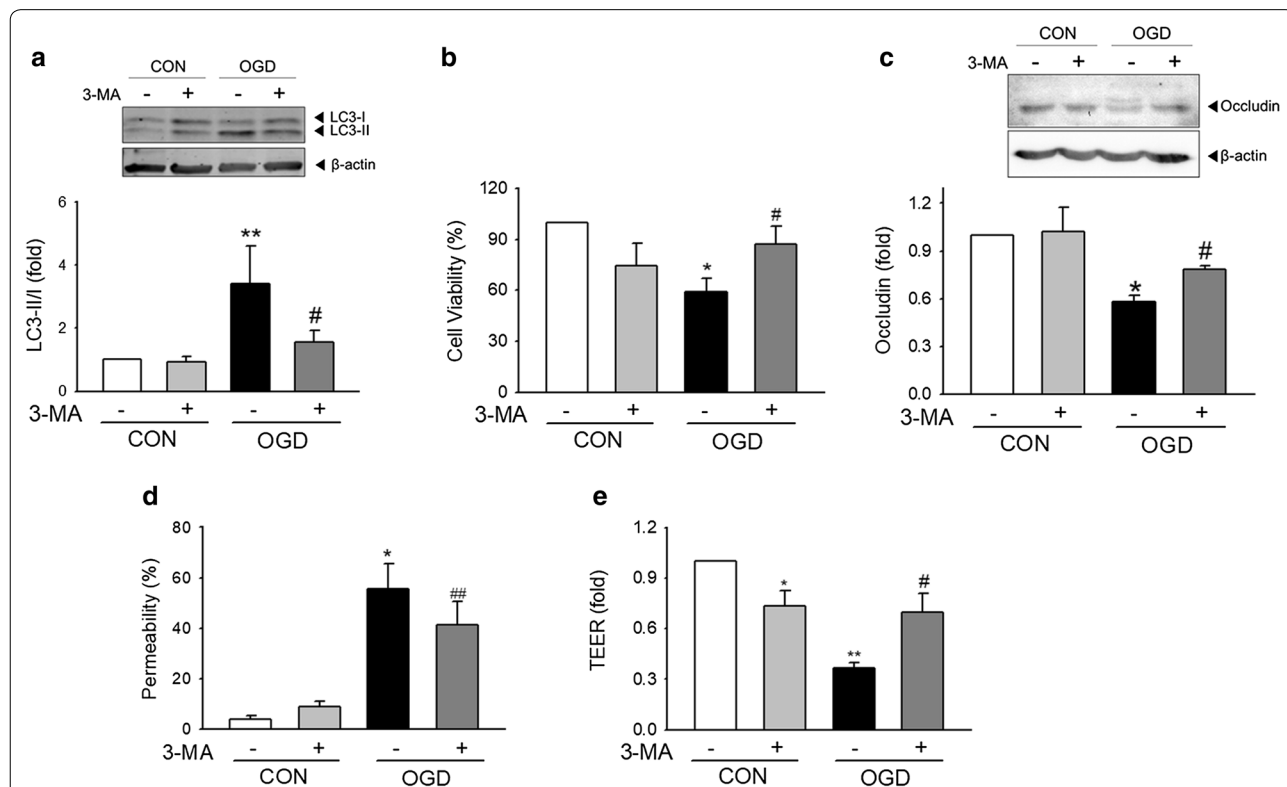 a
CON OGD
3-MA - + - +
LC3-I
LC3-II
β-actin
6
4
2
0
LC3-II/I (fold)
**
#
3-MA - + - +
CON OGD
b
120
90
60
30
0
Cell Viability (%)
*
#
- + - +
CON OGD
c
CON OGD
3-MA - + - +
Occludin
β-actin
1.2
0.9
0.6
0.3
0.0
Occludin (fold)
*
#
3-MA - + - +
CON OGD
d
80
60
40
20
0
Permeability (%)
*
##
3-MA - + - +
CON OGD
e
1.2
0.9
0.6
0.3
0.0
TEER (fold)
*
**
#
3-MA - + - +
CON OGD